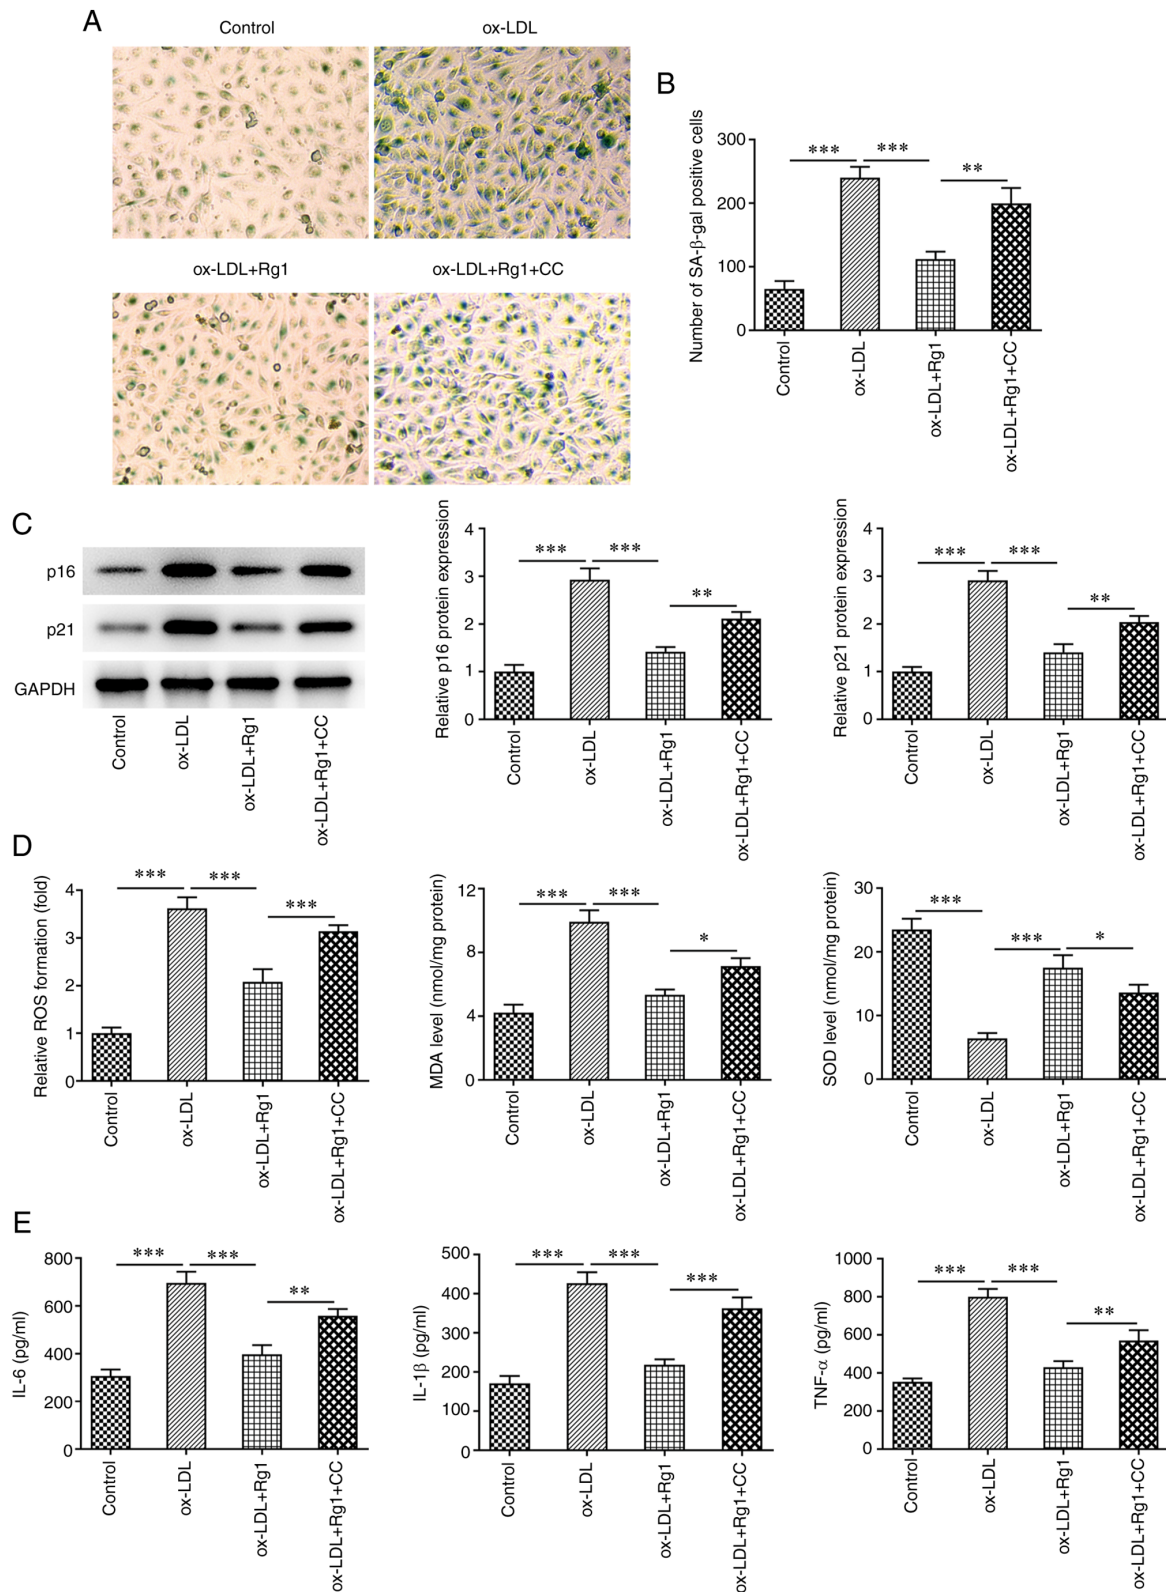 A
Control
ox-LDL
ox-LDL+Rg1
ox-LDL+Rg1+CC
B
Number of SA-β-gal positive cells
300
200
100
0
***
***
**
Control
ox-LDL
ox-LDL+Rg1
ox-LDL+Rg1+CC
C
p16
p21
GAPDH
Control
ox-LDL
ox-LDL+Rg1
ox-LDL+Rg1+CC
Relative p16 protein expression
4
3
2
1
0
***
***
**
Control
ox-LDL
ox-LDL+Rg1
ox-LDL+Rg1+CC
Relative p21 protein expression
4
3
2
1
0
***
***
**
Control
ox-LDL
ox-LDL+Rg1
ox-LDL+Rg1+CC
D
Relative ROS formation (fold)
4
3
2
1
0
***
***
***
Control
ox-LDL
ox-LDL+Rg1
ox-LDL+Rg1+CC
MDA level (nmol/mg protein)
12
8
4
0
***
***
*
Control
ox-LDL
ox-LDL+Rg1
ox-LDL+Rg1+CC
SOD level (nmol/mg protein)
30
20
10
0
***
***
*
Control
ox-LDL
ox-LDL+Rg1
ox-LDL+Rg1+CC
E
IL-6 (pg/ml)
800
600
400
200
0
***
***
**
Control
ox-LDL
ox-LDL+Rg1
ox-LDL+Rg1+CC
IL-1β (pg/ml)
500
400
300
200
100
0
***
***
***
Control
ox-LDL
ox-LDL+Rg1
ox-LDL+Rg1+CC
TNF-α (pg/ml)
1000
800
600
400
200
0
***
***
**
Control
ox-LDL
ox-LDL+Rg1
ox-LDL+Rg1+CC